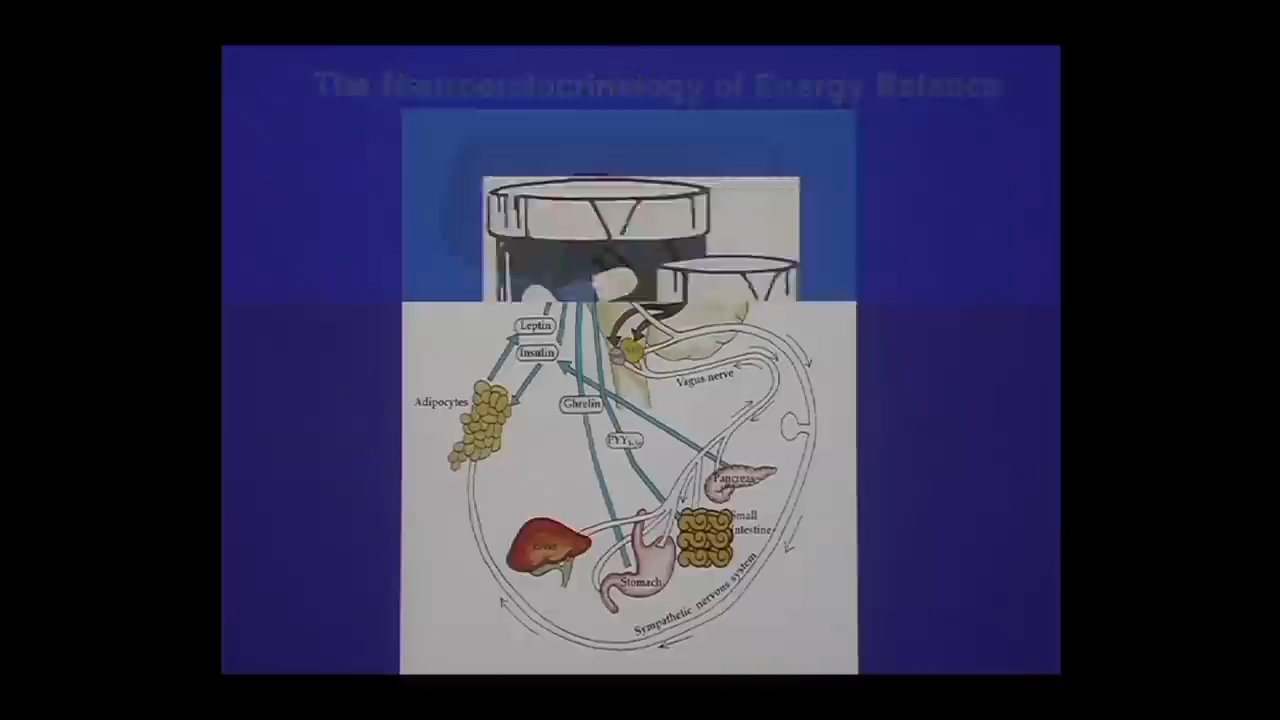 The Neuroendocrinology of Energy Balance
Leptin
Insulin
Adipocytes
Vagus nerve
Ghrelin
Pancreas
Small
intestine
Liver
Stomach
Sympathetic nervous system